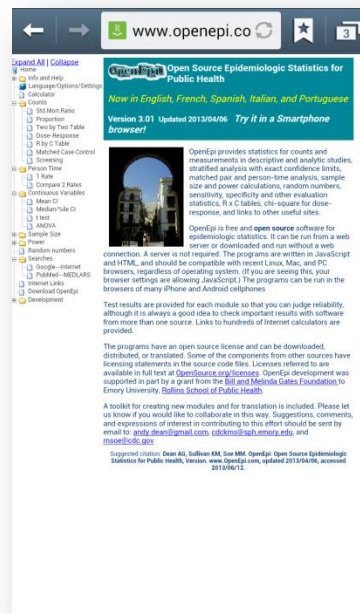 www.openepi.co
3
Expand All | Collapse
Home
Info and Help
Language/Options/Settings
Calculator
Counts
Std Mort Ratio
Proportion
Two by Two Table
Dose-Response
R by C Table
Matched Case Control
Screening
Person Time
1 Rate
Compare 2 Rates
Continuous Variables
Mean CI
Median/%ile CI
t test
ANOVA
Sample Size
Power
Random numbers
Searches
Google---Internet
PubMed---MEDLARS
Internet Links
Download OpenEpi
Development
OpenEpi Open Source Epidemiologic Statistics for
Public Health
Now in English, French, Spanish, Italian, and Portuguese
Version 3.01 Updated 2013/04/06 Try it in a Smartphone
browser!
OpenEpi provides statistics for counts and
measurements in descriptive and analytic studies,
stratified analysis with exact confidence limits,
matched pair and person-time analysis, sample
size and power calculations, random numbers,
sensitivity, specificity and other evaluation
statistics, R x C tables, chi-square for dose-
response, and links to other useful sites.
OpenEpi is free and open source software for
epidemiologic statistics. It can be run from a web
server or downloaded and run without a web
connection. A server is not required. The programs are written in JavaScript
and HTML, and should be compatible with recent Linux, Mac, and PC
browsers, regardless of operating system. (If you are seeing this, your
browser settings are allowing JavaScript.) The programs can be run in the
browsers of many iPhone and Android cellphones
Test results are provided for each module so that you can judge reliability,
although it is always a good idea to check important results with software
from more than one source. Links to hundreds of Internet calculators are
provided.
The programs have an open source license and can be downloaded,
distributed, or translated. Some of the components from other sources have
licensing statements in the source code files. Licenses referred to are
available in full text at OpenSource.org/licenses. OpenEpi development was
supported in part by a grant from the Bill and Melinda Gates Foundation to
Emory University, Rollins School of Public Health.
A toolkit for creating new modules and for translation is included. Please let
us know if you would like to collaborate in this way. Suggestions, comments,
and expressions of interest in contributing to this effort should be sent by
email to: andy.dean@gmail.com, cdckms@sph.emory.edu, and
msoe@cdc.gov
Suggested citation: Dean AG, Sullivan KM, Soe MM. OpenEpi: Open Source Epidemiologic
Statistics for Public Health, Version. www.OpenEpi.com, updated 2013/04/06, accessed
2013/06/12.